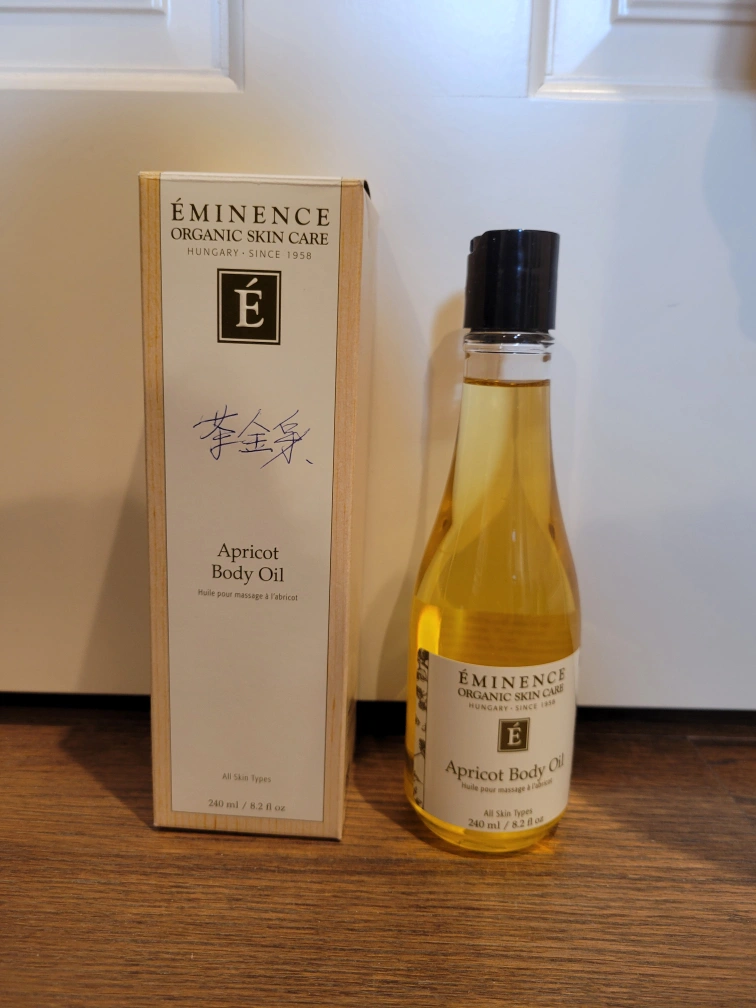 ÉMINENCE
ORGANIC SKIN CARE
HUNGARY · SINCE 1958
É
Apricot
Body Oil
Huile pour massage à l'abricot
All Skin Types
240 ml / 8.2 fl oz
ÉMINENCE
ORGANIC SKIN CARE
HUNGARY · SINCE 1958
É
Apricot Body Oil
Huile pour massage à l'abricot
All Skin Types
240 ml / 8.2 fl oz